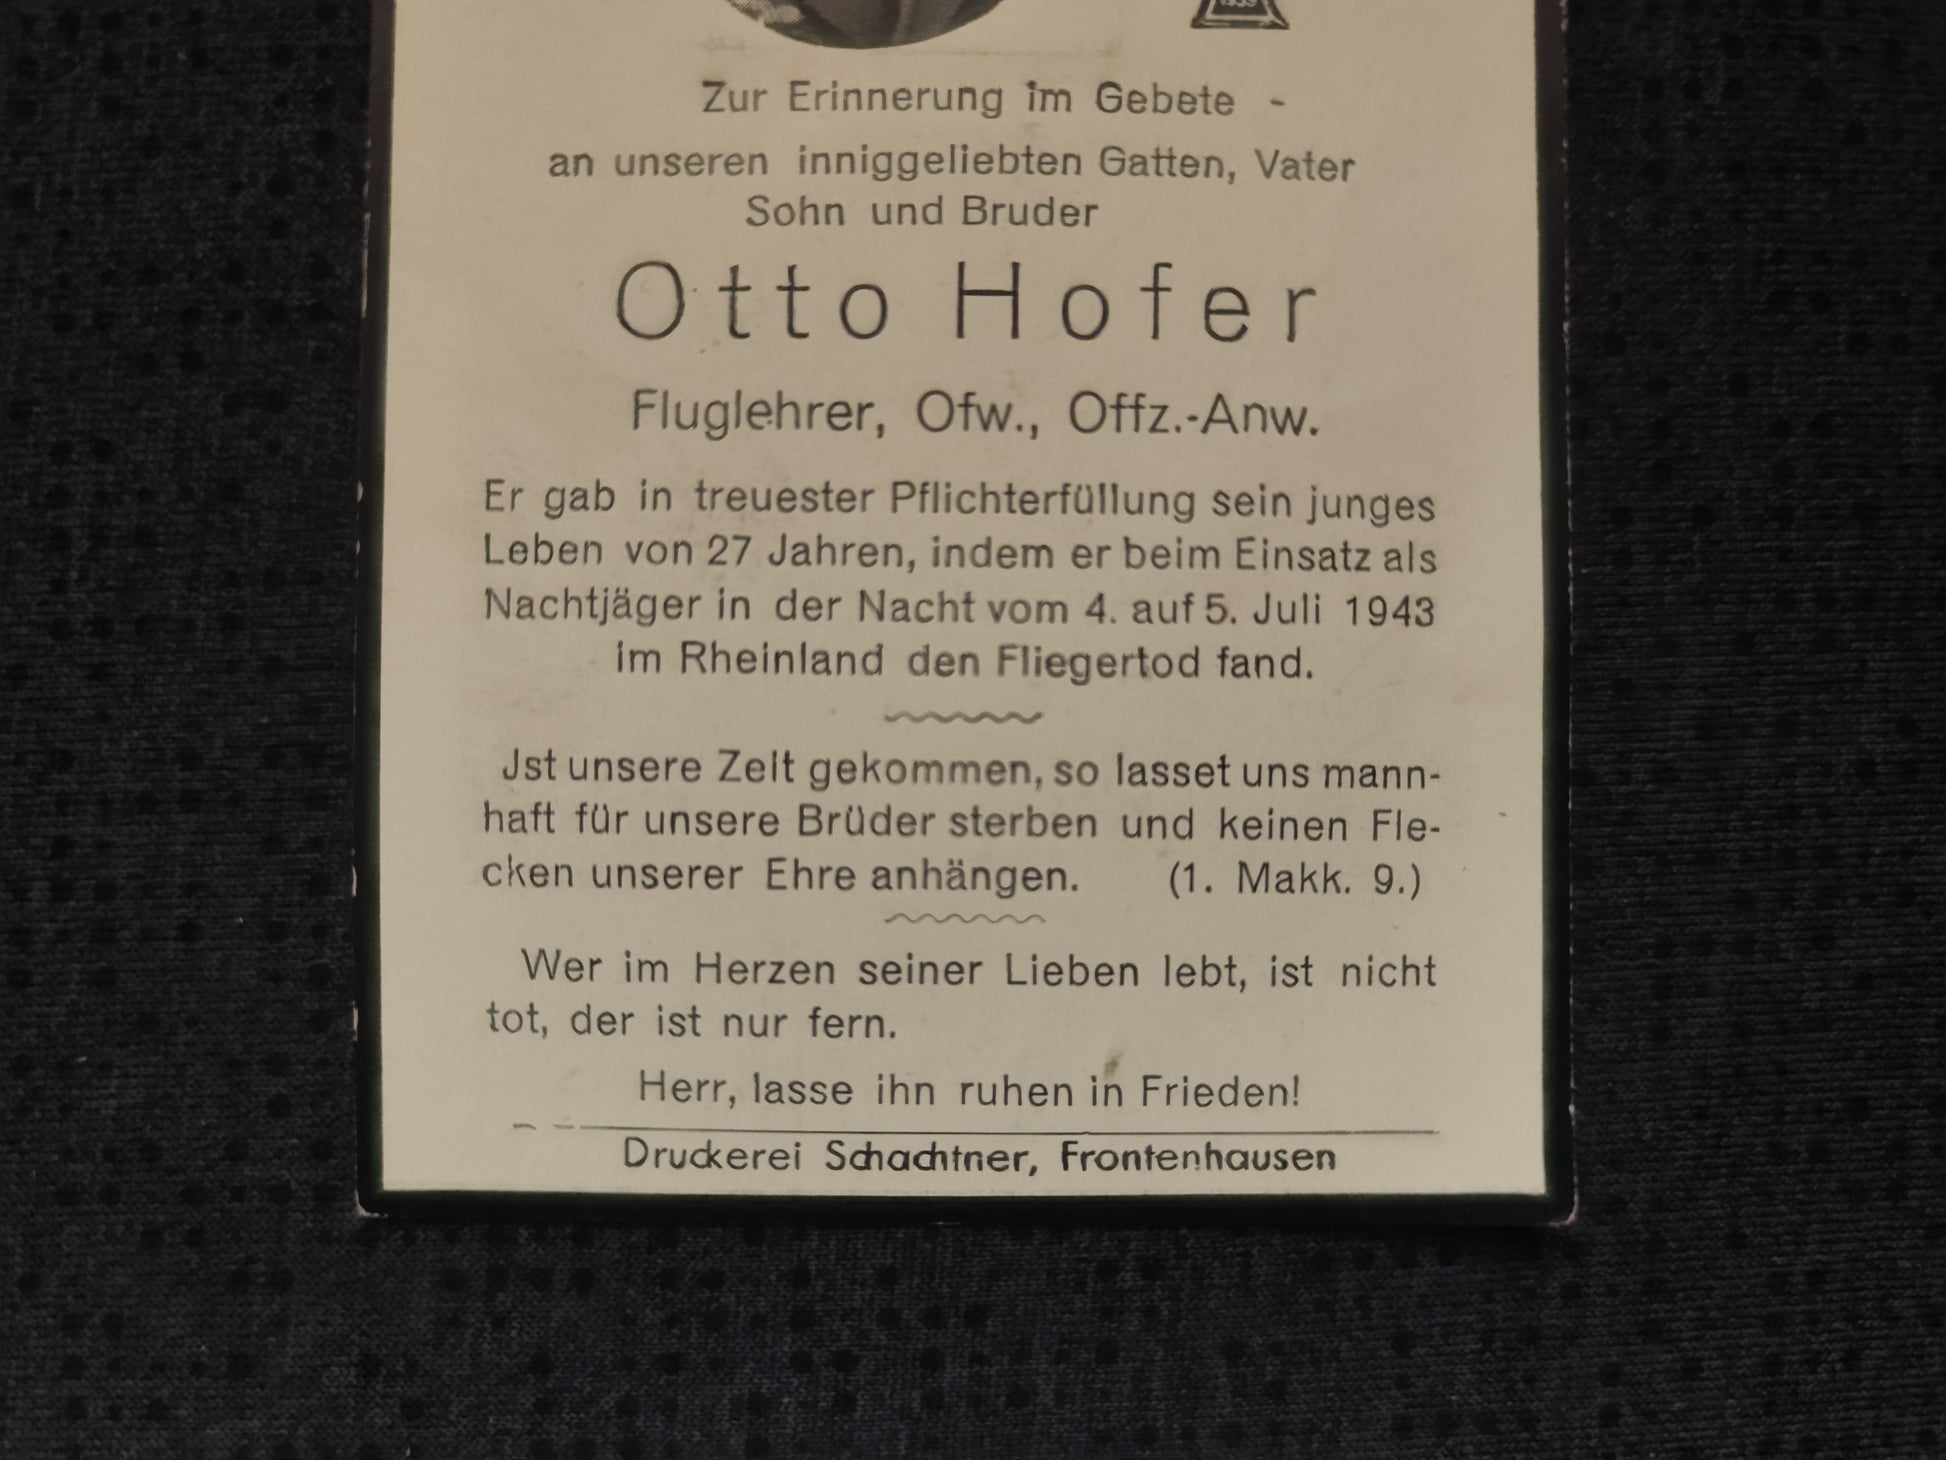 1939
Zur Erinnerung im Gebete -
an unseren inniggeliebten Gatten, Vater
Sohn und Bruder
Otto Hofer
Fluglehrer, Ofw., Offz.-Anw.
Er gab in treuester Pflichterfüllung sein junges
Leben von 27 Jahren, indem er beim Einsatz als
Nachtjäger in der Nacht vom 4. auf 5. Juli 1943
im Rheinland den Fliegertod fand.
Jst unsere Zeit gekommen, so lasset uns mann-
haft für unsere Brüder sterben und keinen Fle-
cken unserer Ehre anhängen. (1. Makk. 9.)
Wer im Herzen seiner Lieben lebt, ist nicht
tot, der ist nur fern.
Herr, lasse ihn ruhen in Frieden!
Druckerei Schachtner, Frontenhausen